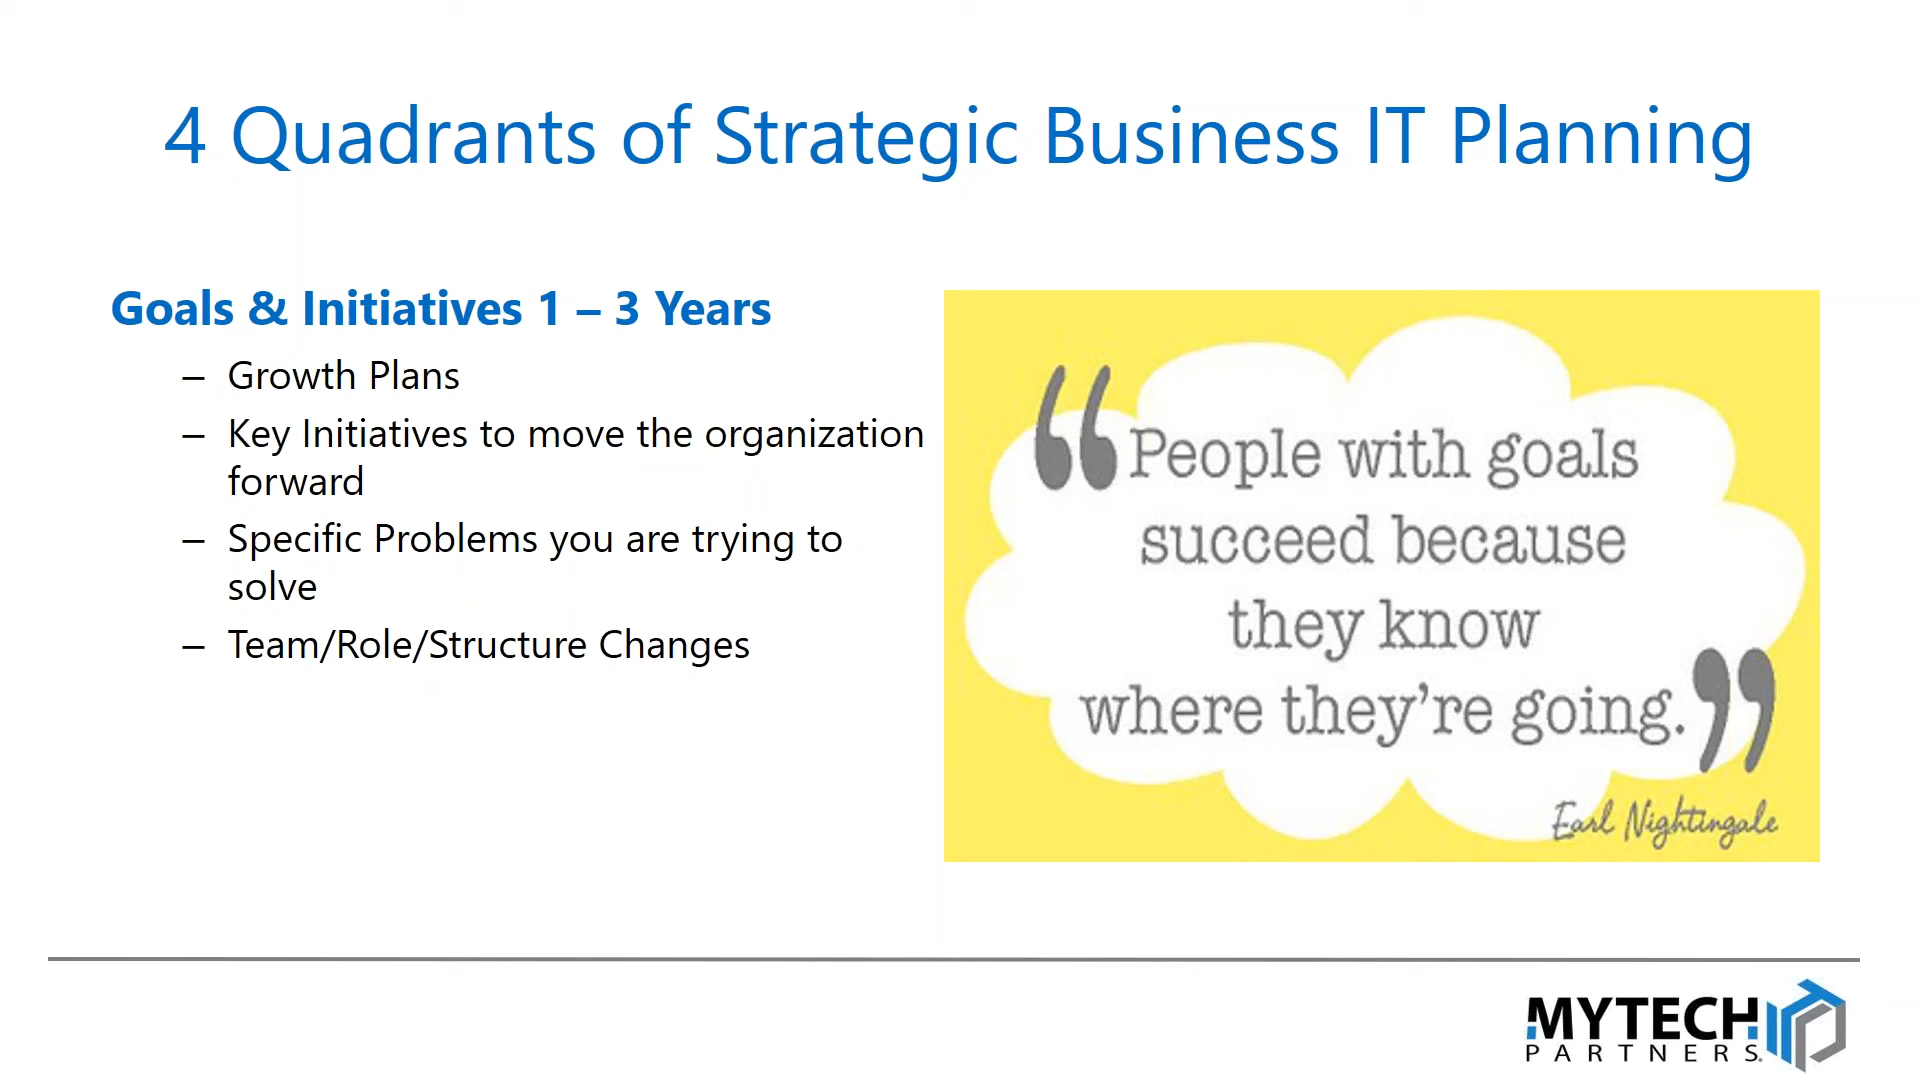 4 Quadrants of Strategic Business IT Planning
Goals & Initiatives 1 – 3 Years
– Growth Plans
– Key Initiatives to move the organization
forward
– Specific Problems you are trying to
solve
– Team/Role/Structure Changes
“People with goals
succeed because
they know
where they’re going.”
Earl Nightingale
MYTECH
PARTNERS®